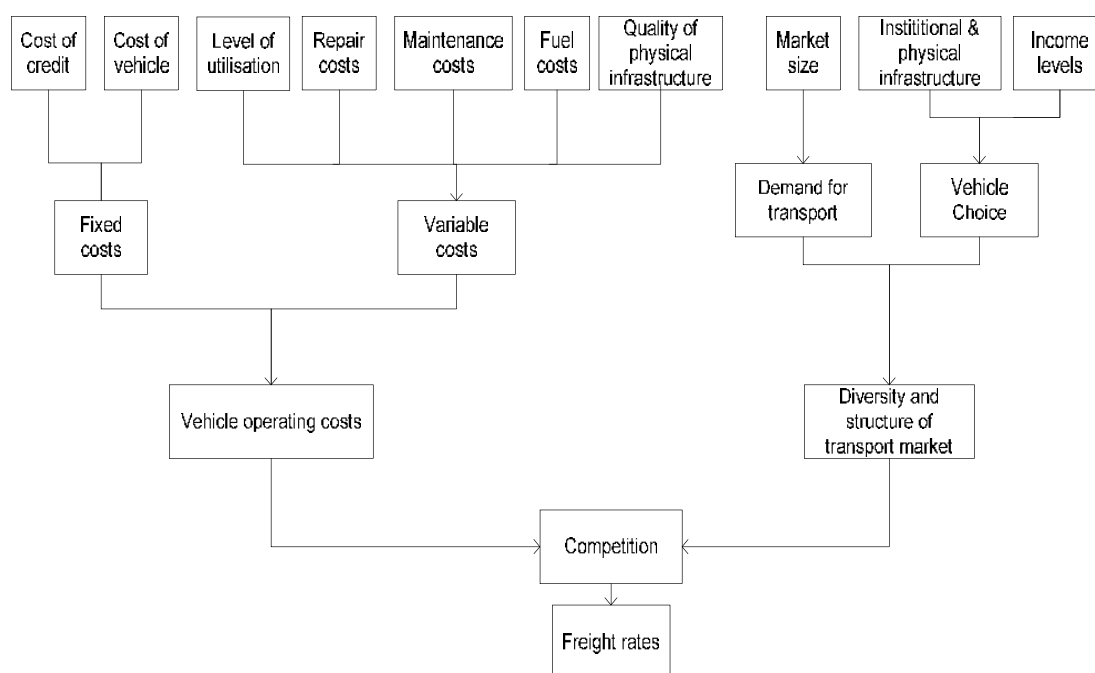 Cost of
credit
Cost of
vehicle
Level of
utilisation
Repair
costs
Maintenance
costs
Fuel
costs
Quality of
physical
infrastructure
Market
size
Instititional &
physical
infrastructure
Income
levels
Demand for
transport
Vehicle
Choice
Fixed
costs
Variable
costs
Vehicle operating costs
Diversity and
structure of
transport market
Competition
Freight rates